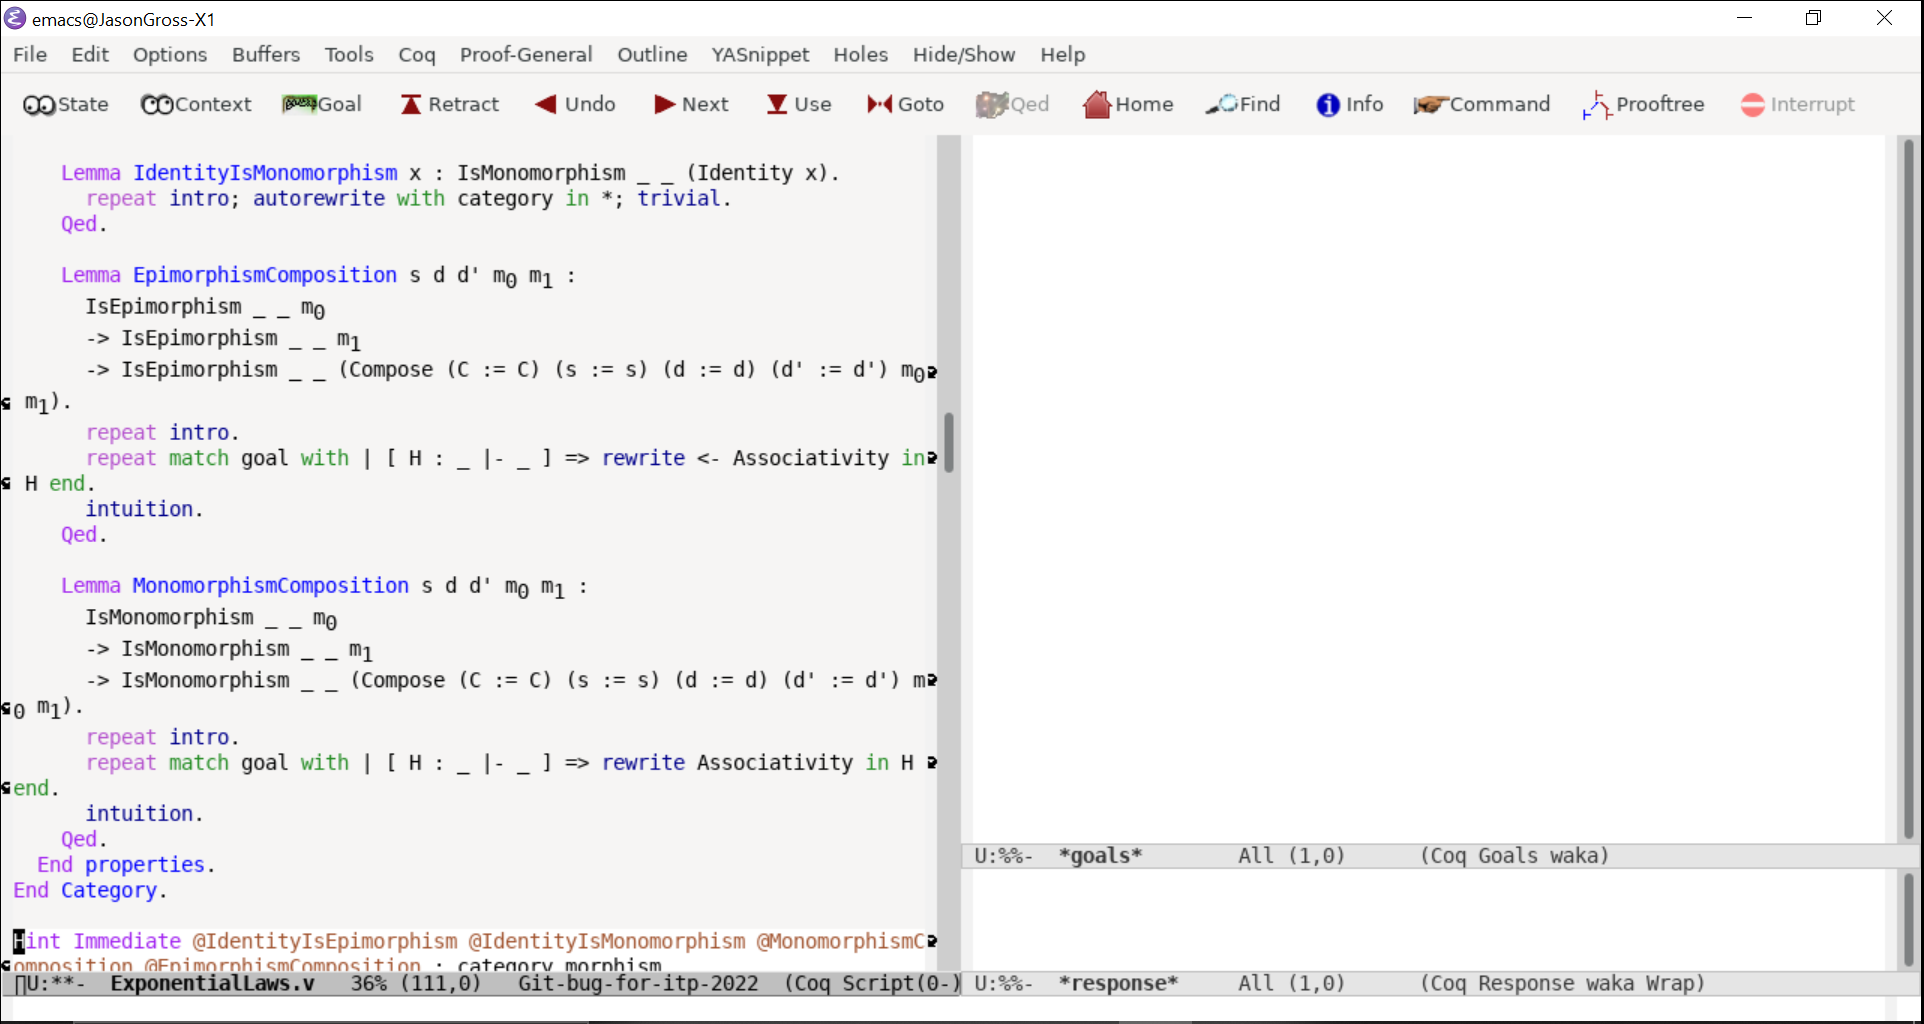 emacs@JasonGross-X1
File Edit Options Buffers Tools Coq Proof-General Outline YASnippet Holes Hide/Show Help
State Context Goal Retract Undo Next Use Goto Qed Home Find Info Command Prooftree Interrupt
Lemma IdentityIsMonomorphism x : IsMonomorphism _ _ (Identity x).
repeat intro; autorewrite with category in *; trivial.
Qed.
Lemma EpimorphismComposition s d d' m0 m1 :
IsEpimorphism _ _ m0
-> IsEpimorphism _ _ m1
-> IsEpimorphism _ _ (Compose (C := C) (s := s) (d := d) (d' := d') m0
m1).
repeat intro.
repeat match goal with | [ H : _ |- _ ] => rewrite <- Associativity in
H end.
intuition.
Qed.
Lemma MonomorphismComposition s d d' m0 m1 :
IsMonomorphism _ _ m0
-> IsMonomorphism _ _ m1
-> IsMonomorphism _ _ (Compose (C := C) (s := s) (d := d) (d' := d') m
0 m1).
repeat intro.
repeat match goal with | [ H : _ |- _ ] => rewrite Associativity in H
end.
intuition.
Qed.
End properties.
End Category.
Hint Immediate @IdentityIsEpimorphism @IdentityIsMonomorphism @MonomorphismC
omposition @EpimorphismComposition : category morphism
U:**- ExponentialLaws.v 36% (111,0) Git-bug-for-itp-2022 (Coq Script(0-)
U:%%- *goals* All (1,0) (Coq Goals waka)
U:%%- *response* All (1,0) (Coq Response waka Wrap)